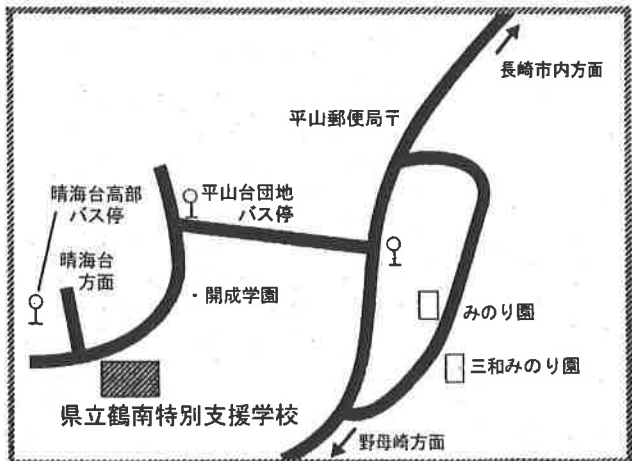 長崎市内方面
平山郵便局〒
晴海台高部
バス停
平山台団地
バス停
晴海台
方面
・開成学園
みのり園
三和みのり園
県立鶴南特別支援学校
野母崎方面